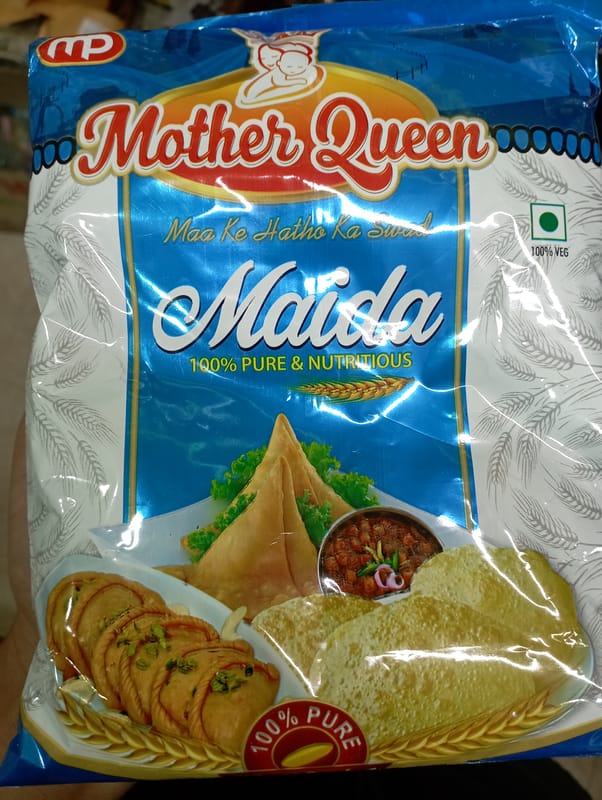 mp
Mother Queen
Maa Ke Hatho Ka Swad
Maida
100% PURE & NUTRITIOUS
100% VEG
100% PURE